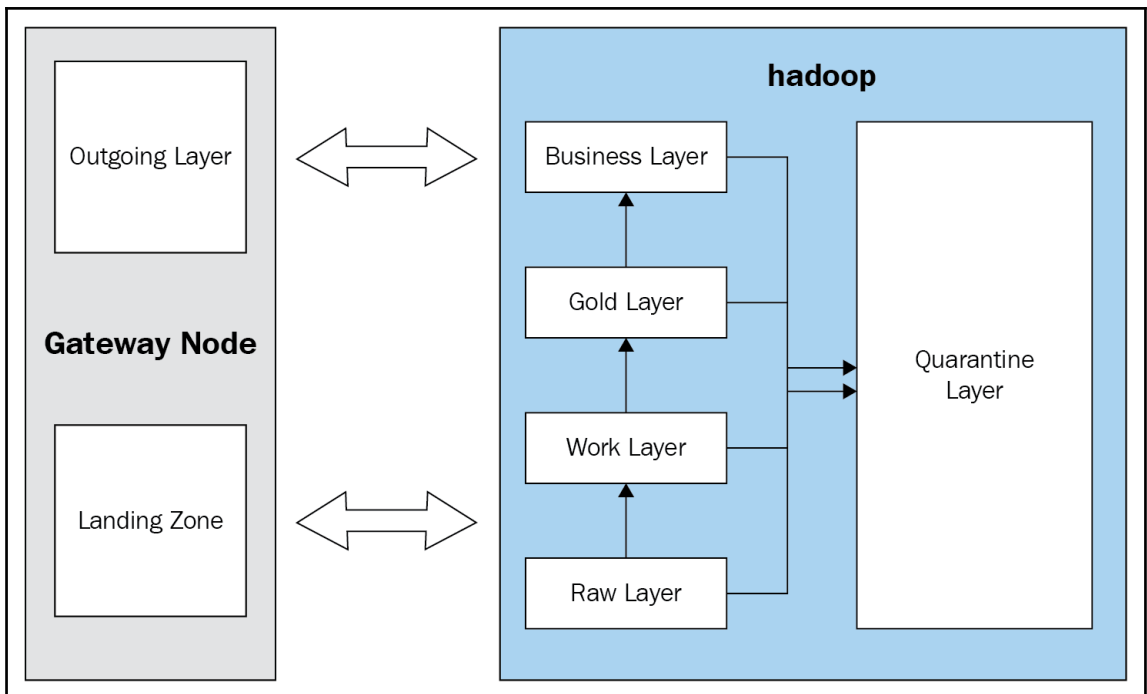 Outgoing Layer
Gateway Node
Landing Zone
hadoop
Business Layer
Gold Layer
Work Layer
Raw Layer
Quarantine
Layer